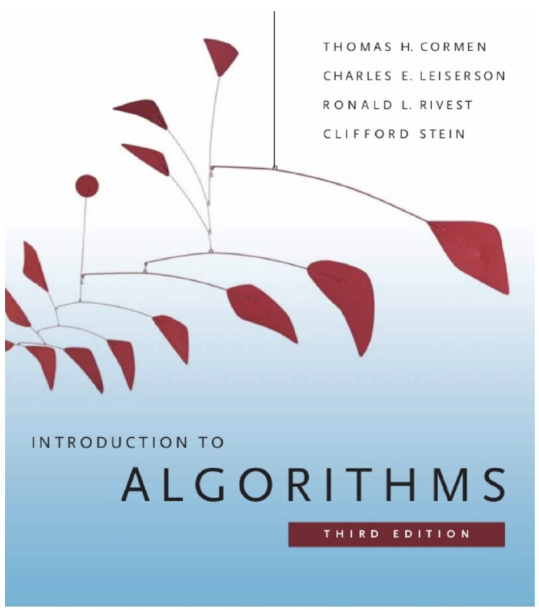 THOMAS H. CORMEN
CHARLES E. LEISERSON
RONALD L. RIVEST
CLIFFORD STEIN
INTRODUCTION TO
ALGORITHMS
THIRD EDITION